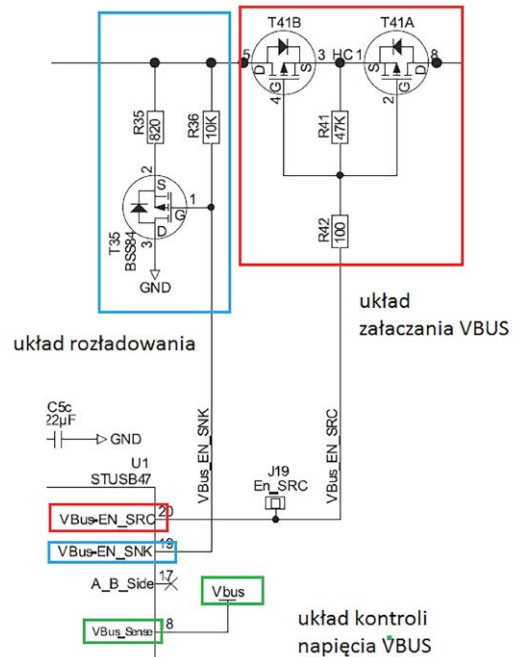 T41B
T41A
5
3
HC
1
8
D
S
S
D
G
G
4
2
R35
820
R36
10K
R41
47K
2
S
1
G
D
3
T35
BSS84
GND
R42
100
układ
załaczania VBUS
układ rozładowania
C5c
22µF
GND
U1
STUSB47
VBus_EN_SNK
VBus_EN_SRC
J19
En_SRC
VBus-EN_SRC
20
VBus-EN_SNK
19
A_B_Side
17
Vbus
VBus_Sense
8
układ kontroli
napięcia VBUS